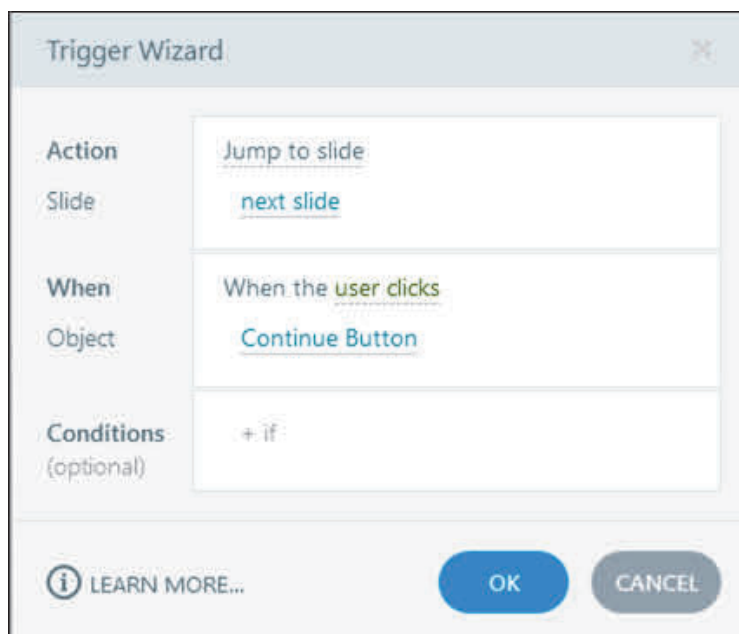 Trigger Wizard
Action
Jump to slide
Slide
next slide
When
When the user clicks
Object
Continue Button
Conditions
(optional)
+ if
LEARN MORE...
OK
CANCEL